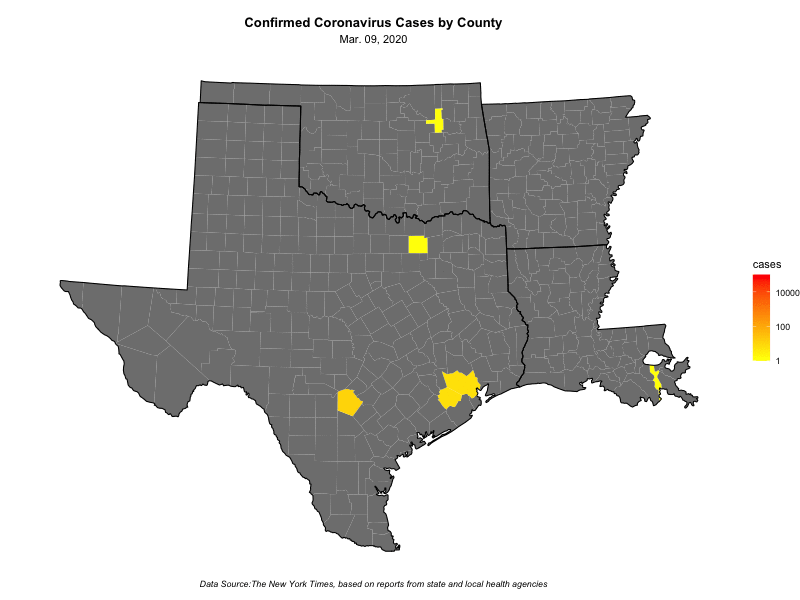 Confirmed Coronavirus Cases by County
Mar. 09, 2020
cases
10000
100
1
Data Source:The New York Times, based on reports from state and local health agencies